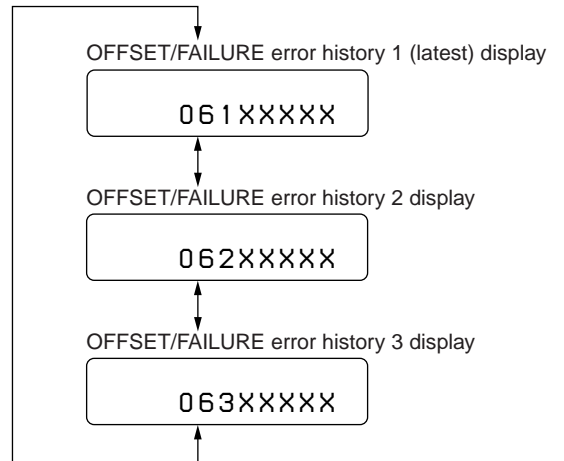 OFFSET/FAILURE error history 1 (latest) display
061XXXXX
OFFSET/FAILURE error history 2 display
062XXXXX
OFFSET/FAILURE error history 3 display
063XXXXX